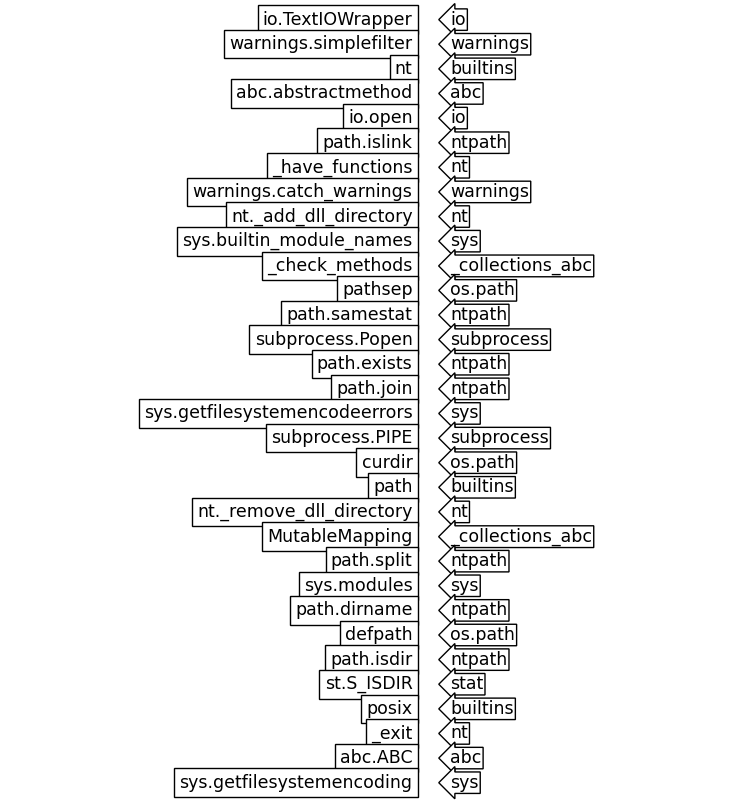 io.TextIOWrapper io
warnings.simplefilter warnings
nt builtins
abc.abstractmethod abc
io.open io
path.islink ntpath
_have_functions nt
warnings.catch_warnings warnings
nt._add_dll_directory nt
sys.builtin_module_names sys
_check_methods _collections_abc
pathsep os.path
path.samestat ntpath
subprocess.Popen subprocess
path.exists ntpath
path.join ntpath
sys.getfilesystemencodeerrors sys
subprocess.PIPE subprocess
curdir os.path
path builtins
nt._remove_dll_directory nt
MutableMapping _collections_abc
path.split ntpath
sys.modules sys
path.dirname ntpath
defpath os.path
path.isdir ntpath
st.S_ISDIR stat
posix builtins
_exit nt
abc.ABC abc
sys.getfilesystemencoding sys